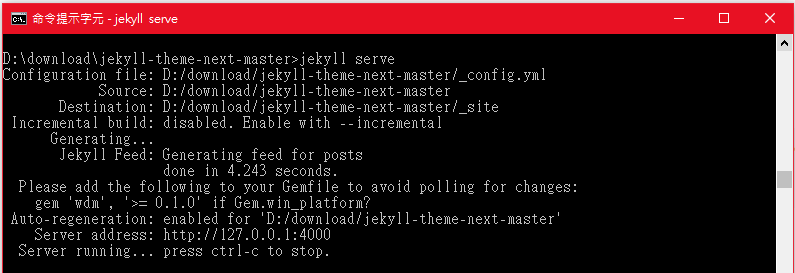 命令提示字元 - jekyll serve
D:\download\jekyll-theme-next-master>jekyll serve
Configuration file: D:/download/jekyll-theme-next-master/_config.yml
Source: D:/download/jekyll-theme-next-master
Destination: D:/download/jekyll-theme-next-master/_site
Incremental build: disabled. Enable with --incremental
Generating...
Jekyll Feed: Generating feed for posts
done in 4.243 seconds.
Please add the following to your Gemfile to avoid polling for changes:
gem 'wdm', '>= 0.1.0' if Gem.win_platform?
Auto-regeneration: enabled for 'D:/download/jekyll-theme-next-master'
Server address: http://127.0.0.1:4000
Server running... press ctrl-c to stop.